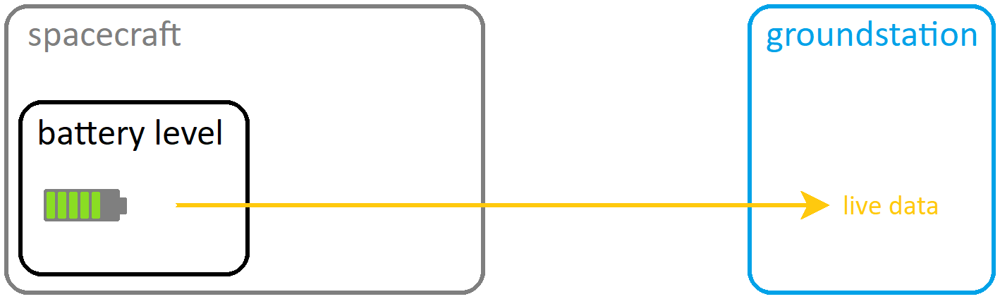 spacecraft
groundstation
battery level
live data